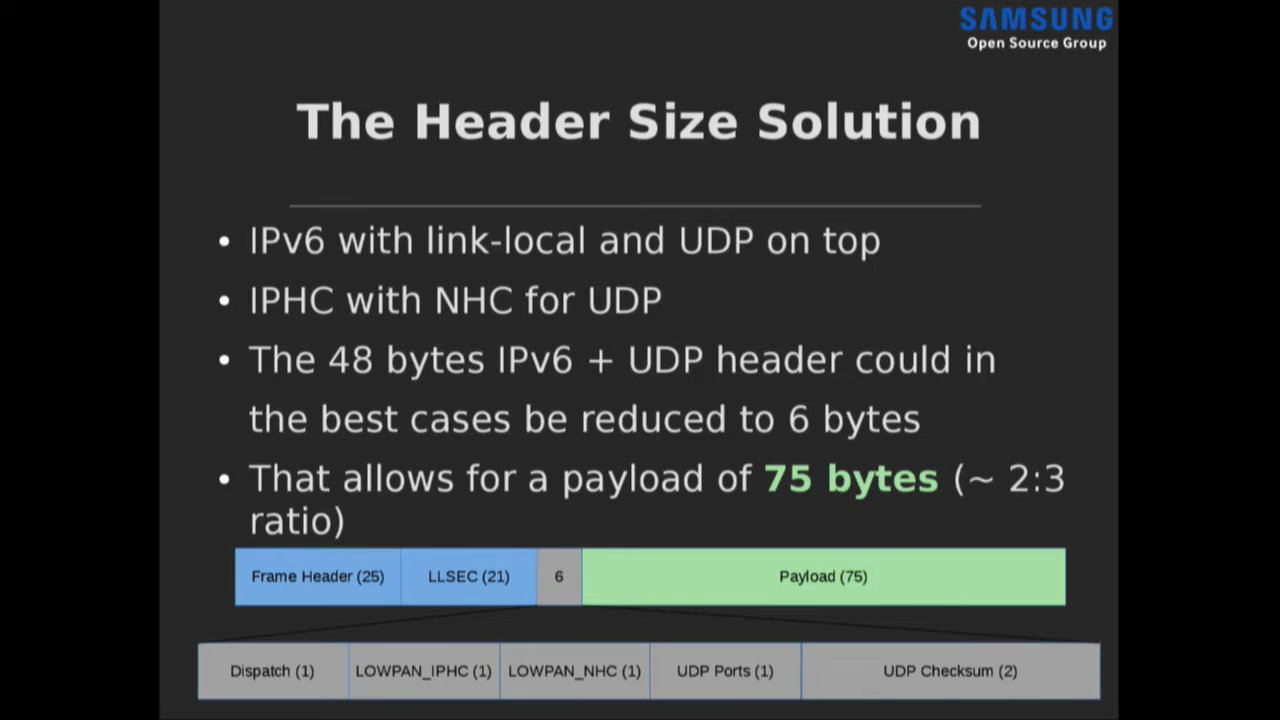 SAMSUNG
Open Source Group
The Header Size Solution
• IPv6 with link-local and UDP on top
• IPHC with NHC for UDP
• The 48 bytes IPv6 + UDP header could in
the best cases be reduced to 6 bytes
• That allows for a payload of 75 bytes (~ 2:3
ratio)
Frame Header (25) LLSEC (21) 6 Payload (75)
Dispatch (1) LOWPAN_IPHC (1) LOWPAN_NHC (1) UDP Ports (1) UDP Checksum (2)